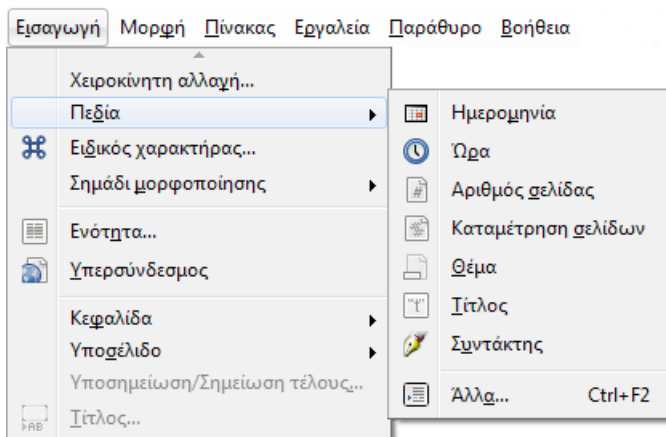 Εισαγωγή Μορφή Πίνακας Εργαλεία Παράθυρο Βοήθεια
Χειροκίνητη αλλαγή...
Πεδία
Ειδικός χαρακτήρας...
Σημάδι μορφοποίησης
Ενότητα...
Υπερσύνδεσμος
Κεφαλίδα
Υποσέλιδο
Υποσημείωση/Σημείωση τέλους...
Τίτλος...
Ημερομηνία
Ώρα
Αριθμός σελίδας
Καταμέτρηση σελίδων
Θέμα
Τίτλος
Συντάκτης
Άλλα... Ctrl+F2